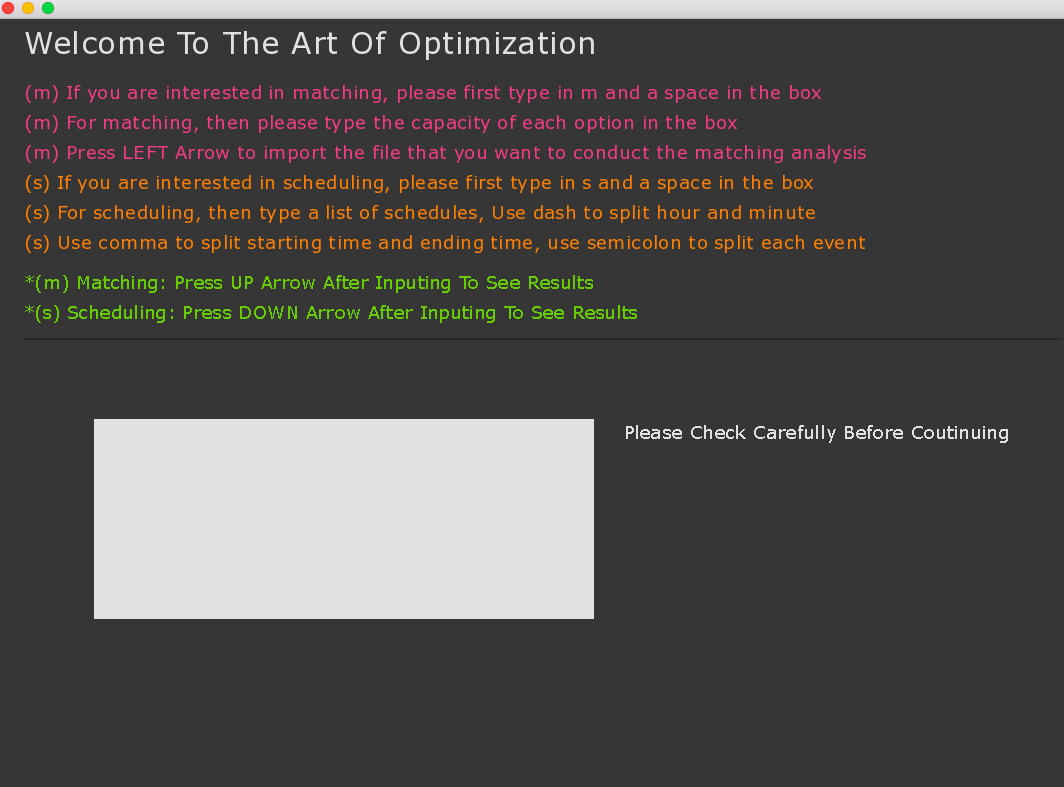 Welcome To The Art Of Optimization
(m) If you are interested in matching, please first type in m and a space in the box
(m) For matching, then please type the capacity of each option in the box
(m) Press LEFT Arrow to import the file that you want to conduct the matching analysis
(s) If you are interested in scheduling, please first type in s and a space in the box
(s) For scheduling, then type a list of schedules, Use dash to split hour and minute
(s) Use comma to split starting time and ending time, use semicolon to split each event
*(m) Matching: Press UP Arrow After Inputing To See Results
*(s) Scheduling: Press DOWN Arrow After Inputing To See Results
Please Check Carefully Before Coutinuing